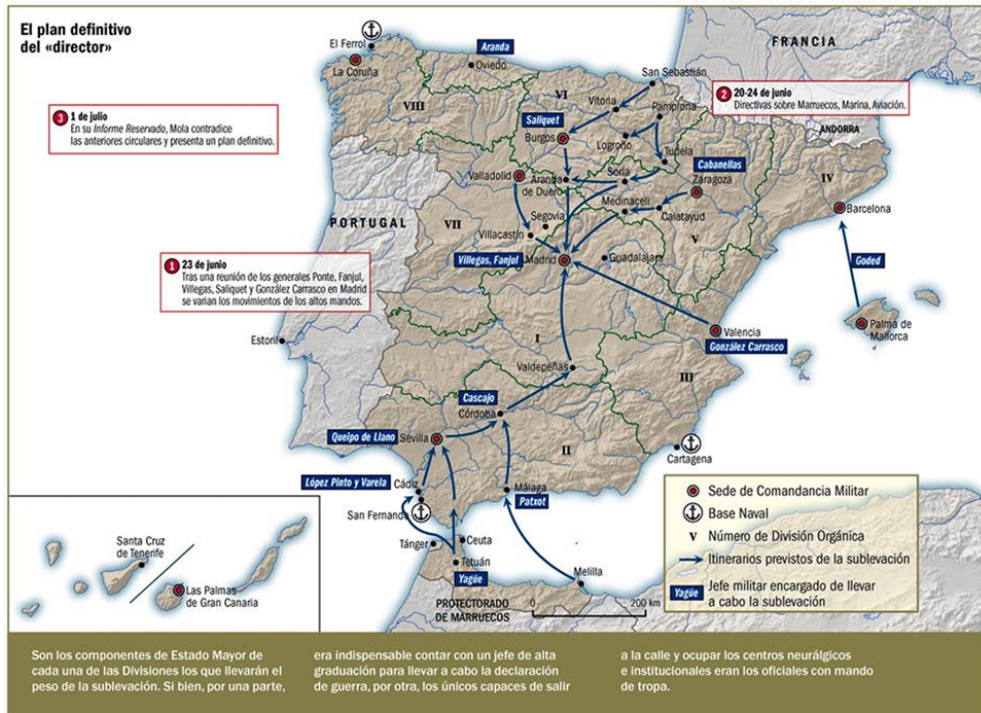 El plan definitivo
del «director»
3 1 de julio
En su Informe Reservado, Mola contradice
las anteriores circulares y presenta un plan definitivo.
2 20-24 de junio
Directivas sobre Marruecos, Marina, Aviación.
1 23 de junio
Tras una reunión de los generales Ponte, Fanjul,
Villegas, Saliquet y González Carrasco en Madrid
se varian los movimientos de los altos mandos.
FRANCIA
ANDORRA
PORTUGAL
El Ferrol
La Coruña
Aranda
Oviedo
San Sebastián
VIII
VI
Vitoria
Pamplona
Saliquet
Burgos
Logroño
Tudela
Cabanellas
Zaragoza
IV
Valladolid
Aranda
de Duero
Soria
Barcelona
Medinaceli
Calatayud
VII
Segovia
Villacastín
V
Villegas, Fanjul
Madrid
Guadalajara
Goded
Palma de
Mallorca
Estoril
I
Valencia
González Carrasco
Valdepeñas
III
Cascajo
Córdoba
Queipo de Llano
Sevilla
II
Cartagena
López Pinto y Varela
Cádiz
Málaga
Patxot
San Fernando
Tánger
Ceuta
Tetuán
Yagüe
Melilla
PROTECTORADO
DE MARRUECOS
0 200 km
Santa Cruz
de Tenerife
Las Palmas
de Gran Canaria
Sede de Comandancia Militar
Base Naval
V Número de División Orgánica
Itinerarios previstos de la sublevación
Yagüe Jefe militar encargado de llevar
a cabo la sublevación
Son los componentes de Estado Mayor de
cada una de las Divisiones los que llevarán el
peso de la sublevación. Si bien, por una parte,
era indispensable contar con un jefe de alta
graduación para llevar a cabo la declaración
de guerra, por otra, los únicos capaces de salir
a la calle y ocupar los centros neurálgicos
e institucionales eran los oficiales con mando
de tropa.